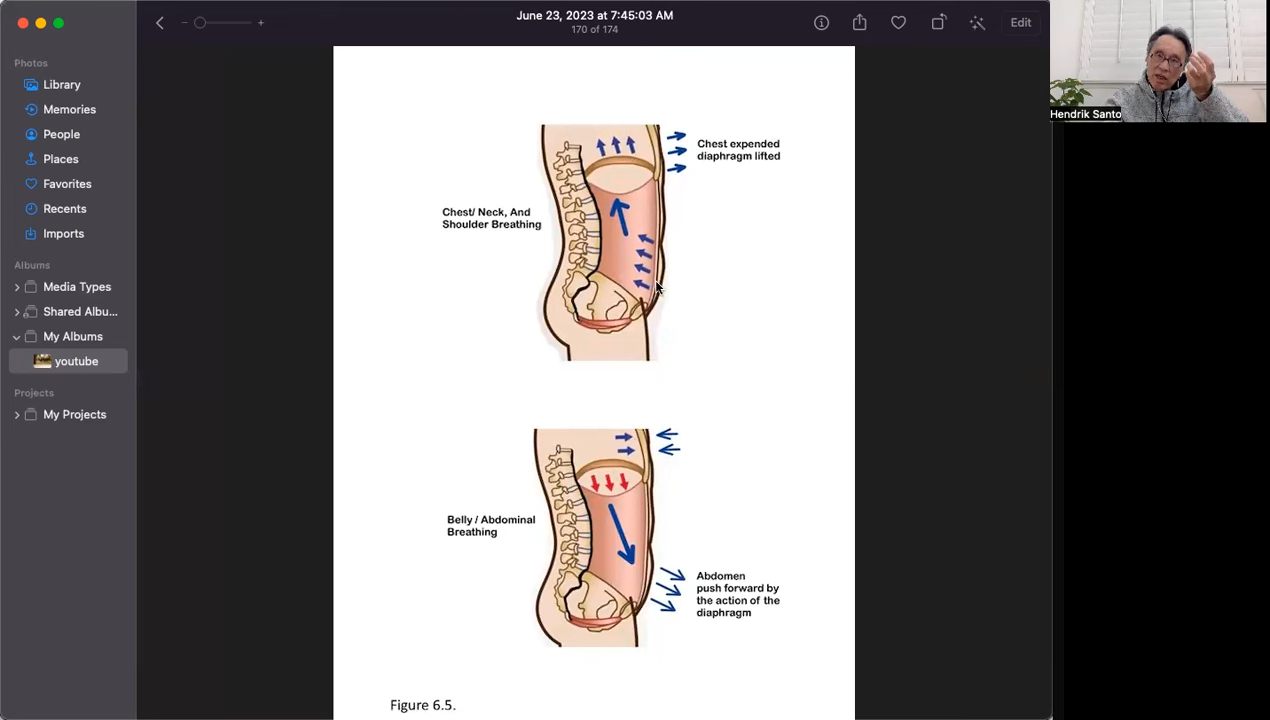 June 23, 2023 at 7:45:03 AM
170 of 174
Edit
Photos
Library
Memories
People
Places
Favorites
Recents
Imports
Albums
Media Types
Shared Albu...
My Albums
youtube
Projects
My Projects
Chest expended
diaphragm lifted
Chest/ Neck, And
Shoulder Breathing
Belly / Abdominal
Breathing
Abdomen
push forward by
the action of the
diaphragm
Figure 6.5.
Hendrik Santo